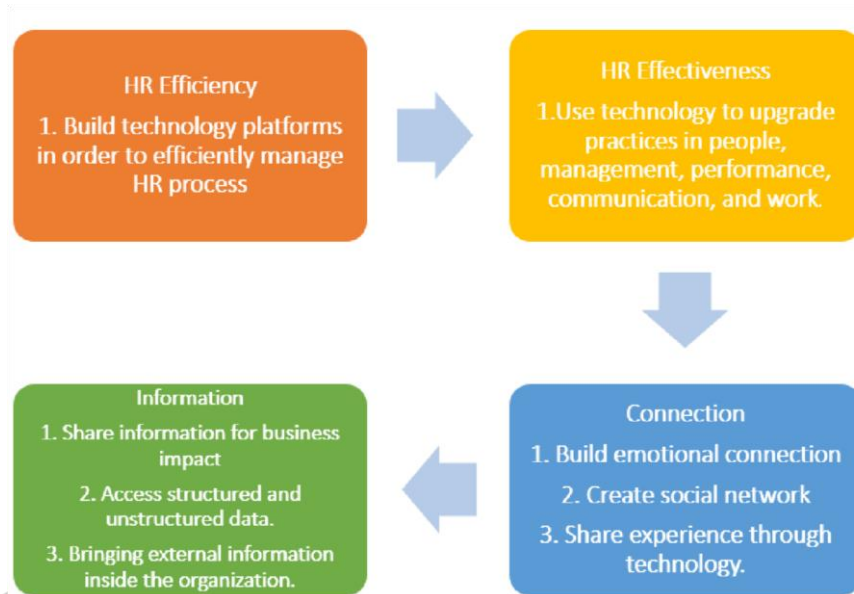 HR Efficiency
1. Build technology platforms
in order to efficiently manage
HR process
HR Effectiveness
1.Use technology to upgrade
practices in people,
management, performance,
communication, and work.
Information
1. Share information for business
impact
2. Access structured and
unstructured data.
3. Bringing external information
inside the organization.
Connection
1. Build emotional connection
2. Create social network
3. Share experience through
technology.